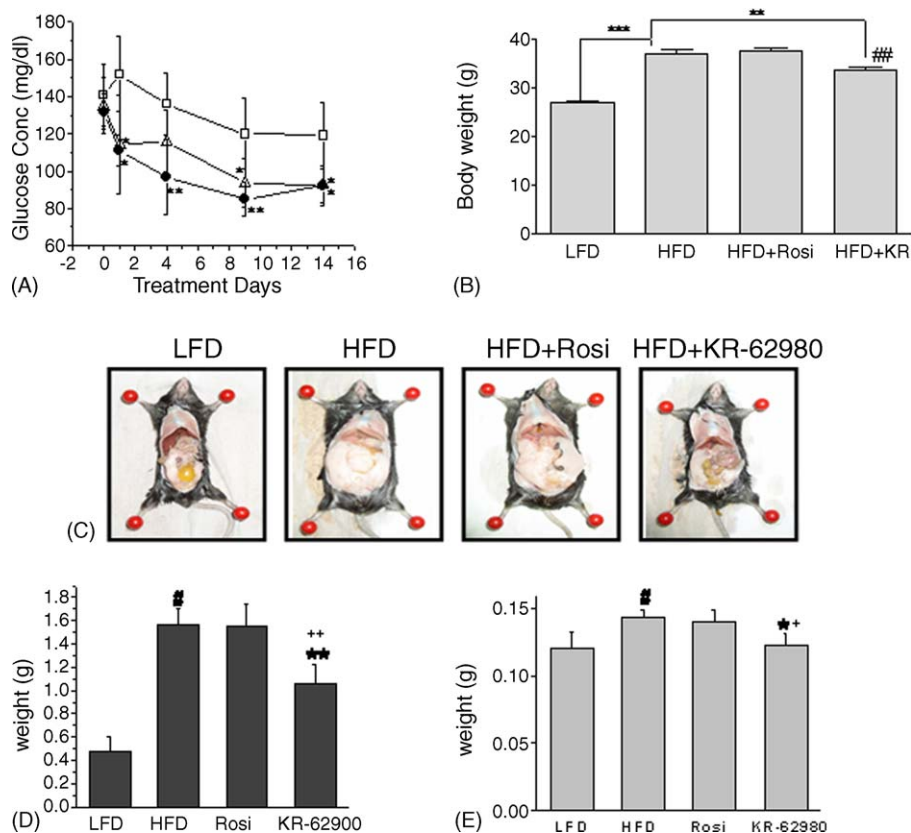 Glucose Conc (mg/dl)
180
160
140
120
100
80
60
-2 0 2 4 6 8 10 12 14 16
Treatment Days
* * ** * ** * *
(A)
Body weight (g)
40
30
20
10
0
*** ** ##
LFD HFD HFD+Rosi HFD+KR
(B)
LFD HFD HFD+Rosi HFD+KR-62980
(C)
weight (g)
1.8
1.6
1.6
1.2
1.0
1.8
0.6
0.4
0.6
0.0
# ++ ★★
LFD HFD Rosi KR-62900
(D)
weight (g)
0.15
0.10
0.05
0.00
# ★+
LFD HFD Rosi KR-62980
(E)